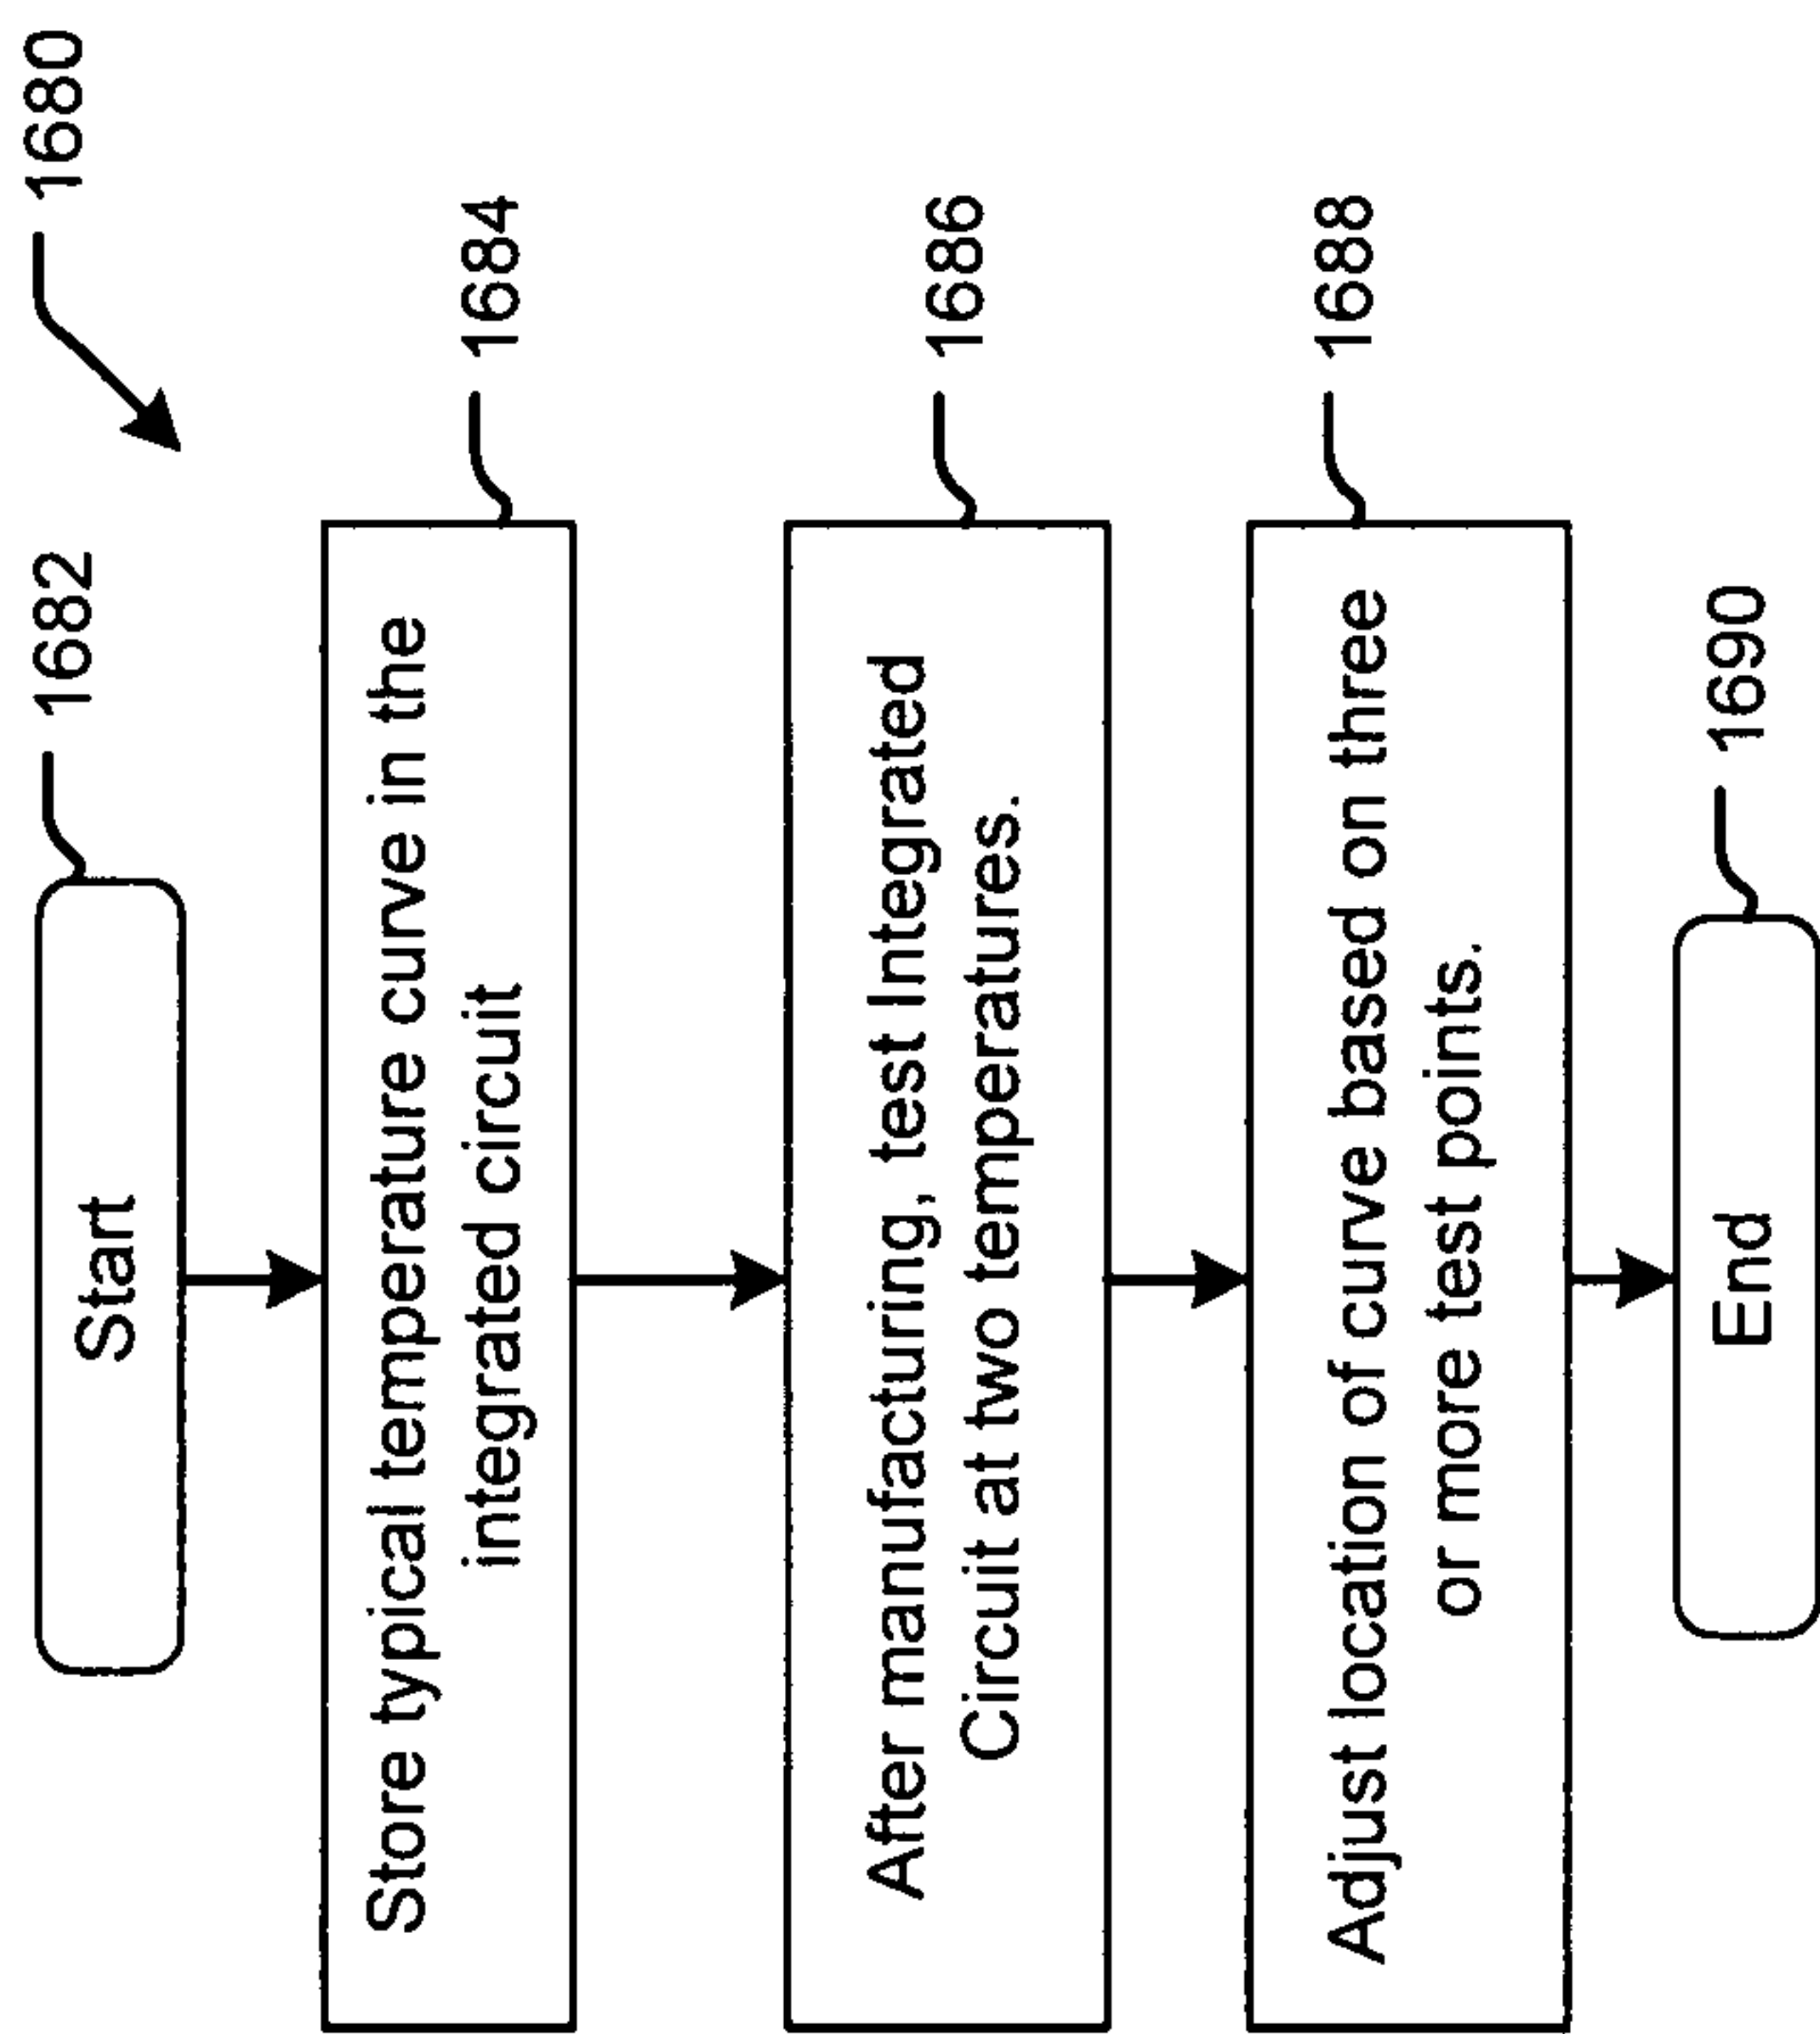 1680
1682
Start
1684
Store typical temperature curve in the
integrated circuit
1686
After manufacturing, test Integrated
Circuit at two temperatures.
1688
Adjust location of curve based on three
or more test points.
1690
End